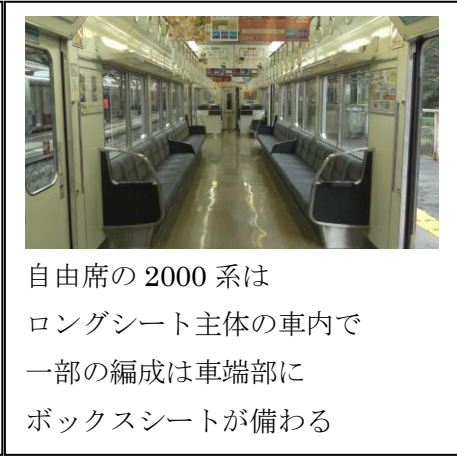 自由席の 2000 系は
ロングシート主体の車内で
一部の編成は車端部に
ボックスシートが備わる